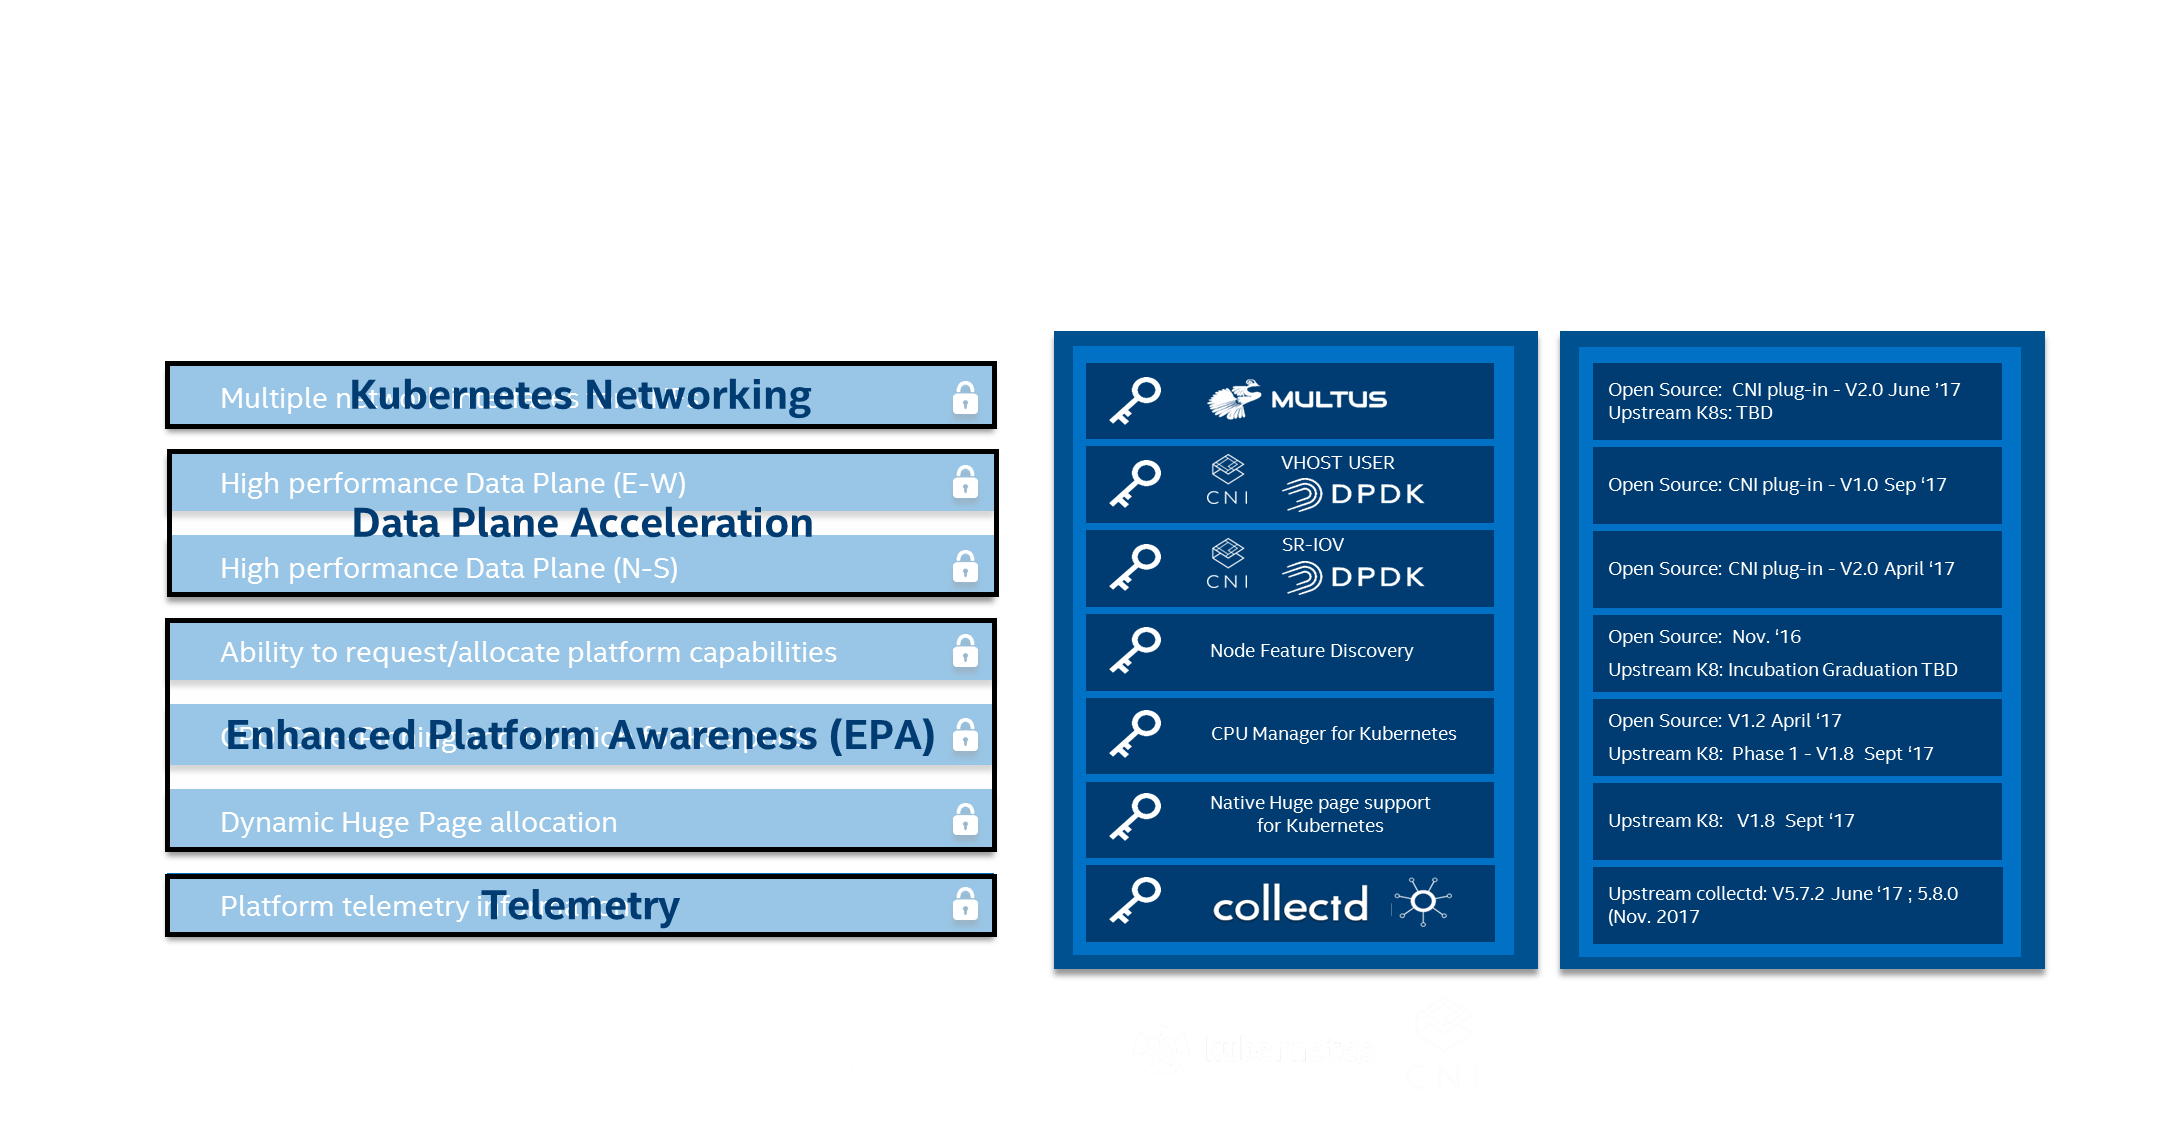 Multiple network interfaces for VNFs
Kubernetes Networking
High performance Data Plane (E-W)
Data Plane Acceleration
High performance Data Plane (N-S)
Ability to request/allocate platform capabilities
Enhanced Platform Awareness (EPA)
Dynamic Huge Page allocation
Platform telemetry information
Telemetry
MULTUS
CNI
VHOST USER
DPDK
CNI
SR-IOV
DPDK
Node Feature Discovery
CPU Manager for Kubernetes
Native Huge page support
for Kubernetes
collectd
Open Source:  CNI plug-in - V2.0 June ’17
Upstream K8s: TBD
Open Source: CNI plug-in - V1.0 Sep ‘17
Open Source: CNI plug-in - V2.0 April ‘17
Open Source:  Nov. ‘16
Upstream K8: Incubation Graduation TBD
Open Source: V1.2 April ‘17
Upstream K8:  Phase 1 - V1.8  Sept ‘17
Upstream K8:   V1.8  Sept ‘17
Upstream collectd: V5.7.2 June ‘17 ; 5.8.0
(Nov. 2017
kubernetes
CNI